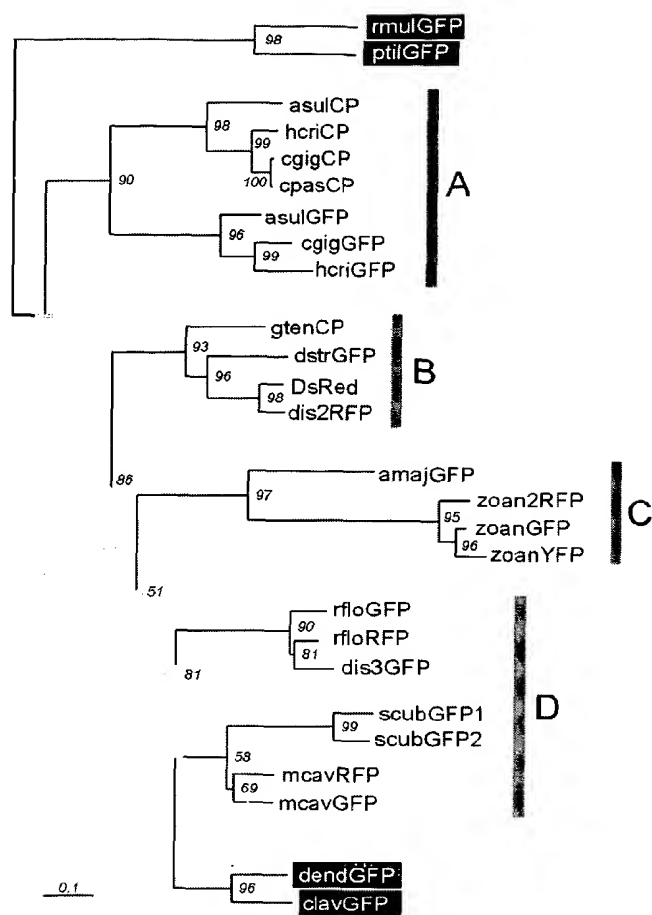 rmulGFP
98
ptilGFP
asulCP
98
hcriCP
99
cgigCP
100
cpasCP
90
A
asulGFP
96
cgigGFP
99
hcriGFP
gtenCP
93
dstrGFP
96
DsRed
98
dis2RFP
B
86
amajGFP
97
zoan2RFP
95
zoanGFP
96
zoanYFP
C
51
rfloGFP
90
rfloRFP
81
dis3GFP
81
D
scubGFP1
99
scubGFP2
58
mcavRFP
69
mcavGFP
dendGFP
96
clavGFP
0.1